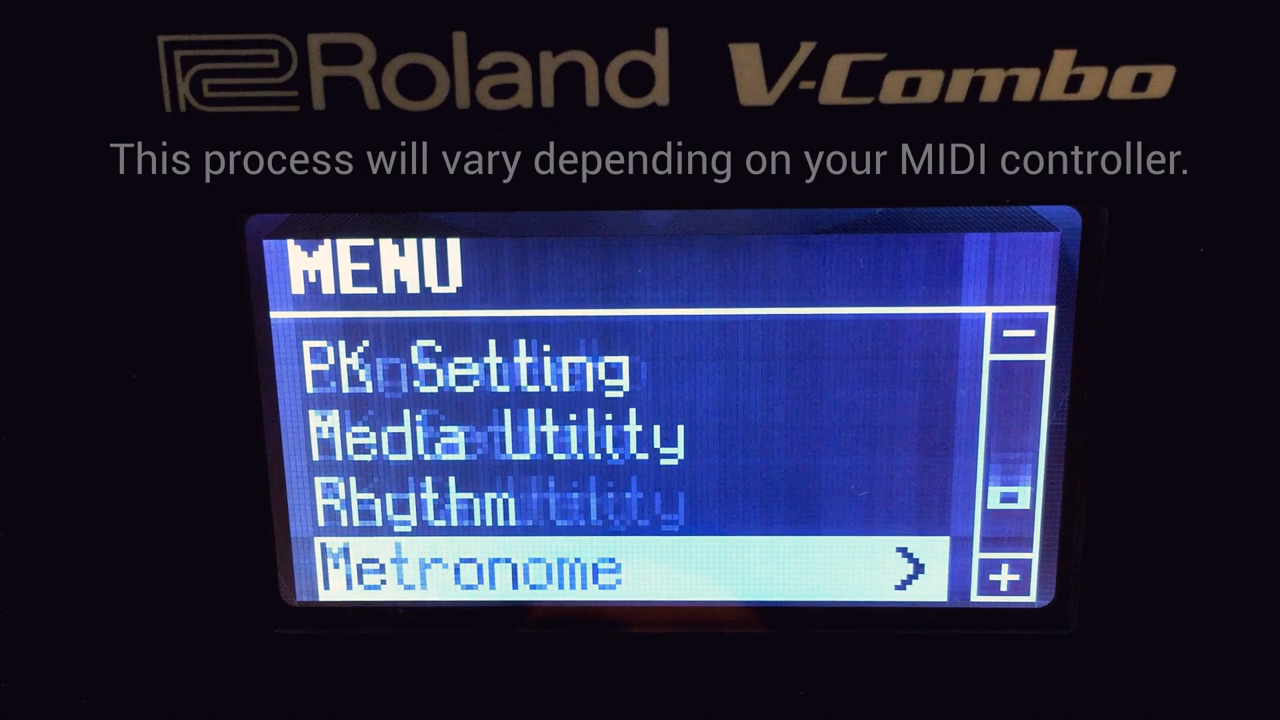 Roland V-Combo
This process will vary depending on your MIDI controller.
MENU
PK Setting
Media Utility
Rhythm
Metronome